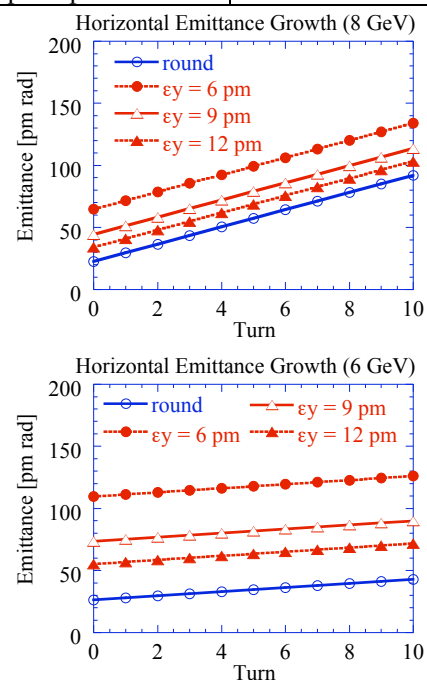 Horizontal Emittance Growth (8 GeV)
200
150
100
50
0
Emittance [pm rad]
round
εy = 6 pm
εy = 9 pm
εy = 12 pm
0 2 4 6 8 10
Turn
Horizontal Emittance Growth (6 GeV)
200
150
100
50
0
Emittance [pm rad]
round εy = 9 pm
εy = 6 pm εy = 12 pm
0 2 4 6 8 10
Turn